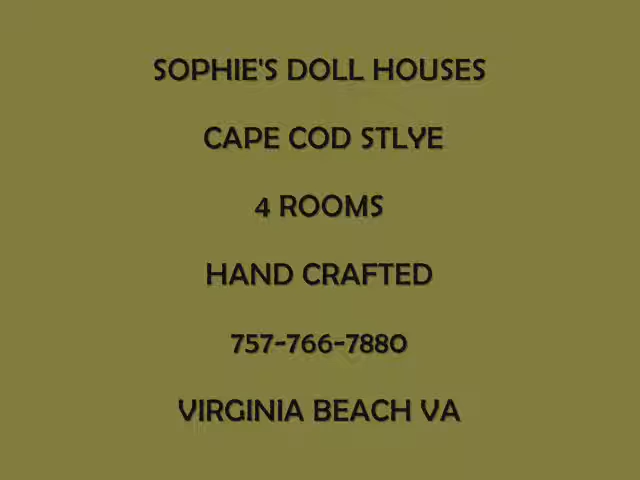 SOPHIE'S DOLL HOUSES
CAPE COD STLYE
4 ROOMS
HAND CRAFTED
757-766-7880
VIRGINIA BEACH VA